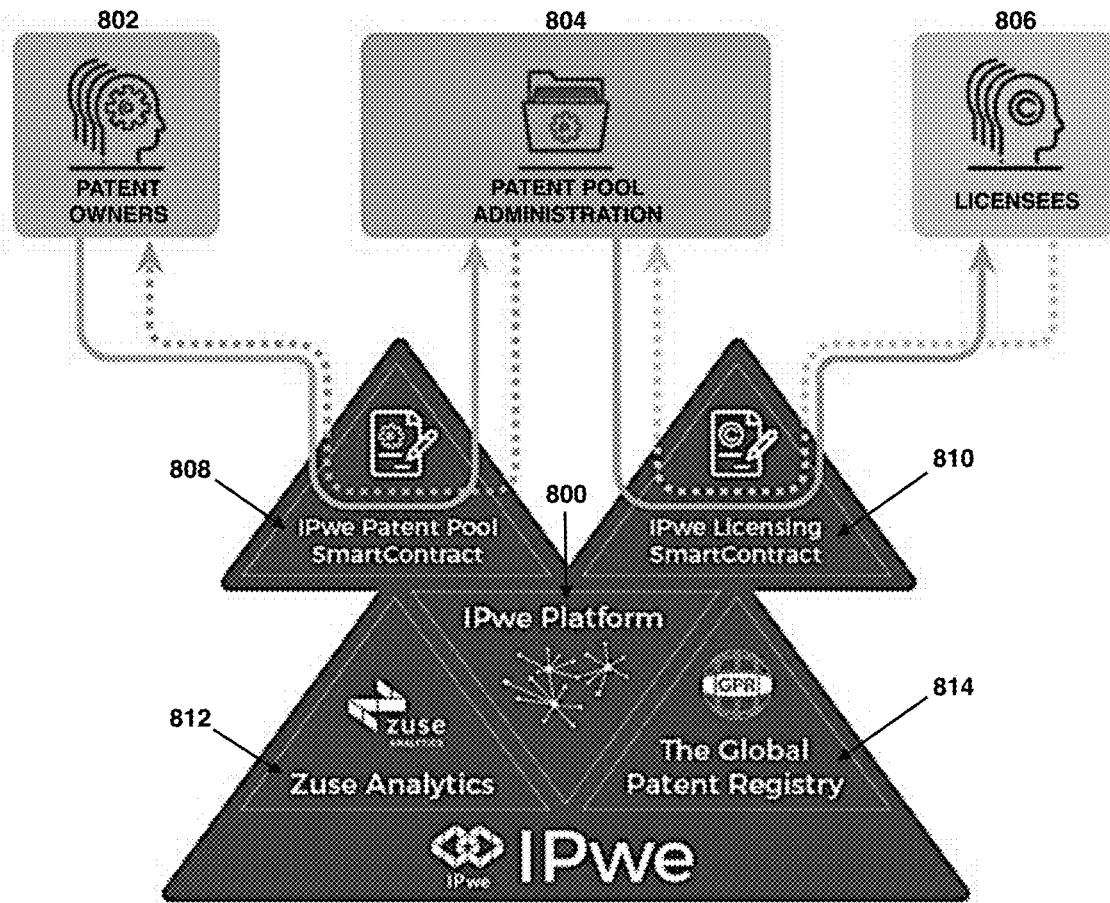 802
804
806
PATENT
OWNERS
PATENT POOL
ADMINISTRATION
LICENSEES
808
800
810
IPwe Patent Pool
SmartContract
IPwe Licensing
SmartContract
IPwe Platform
812
814
zuse
ANALYTICS
GPR
Zuse Analytics
The Global
Patent Registry
IPwe
IPwe